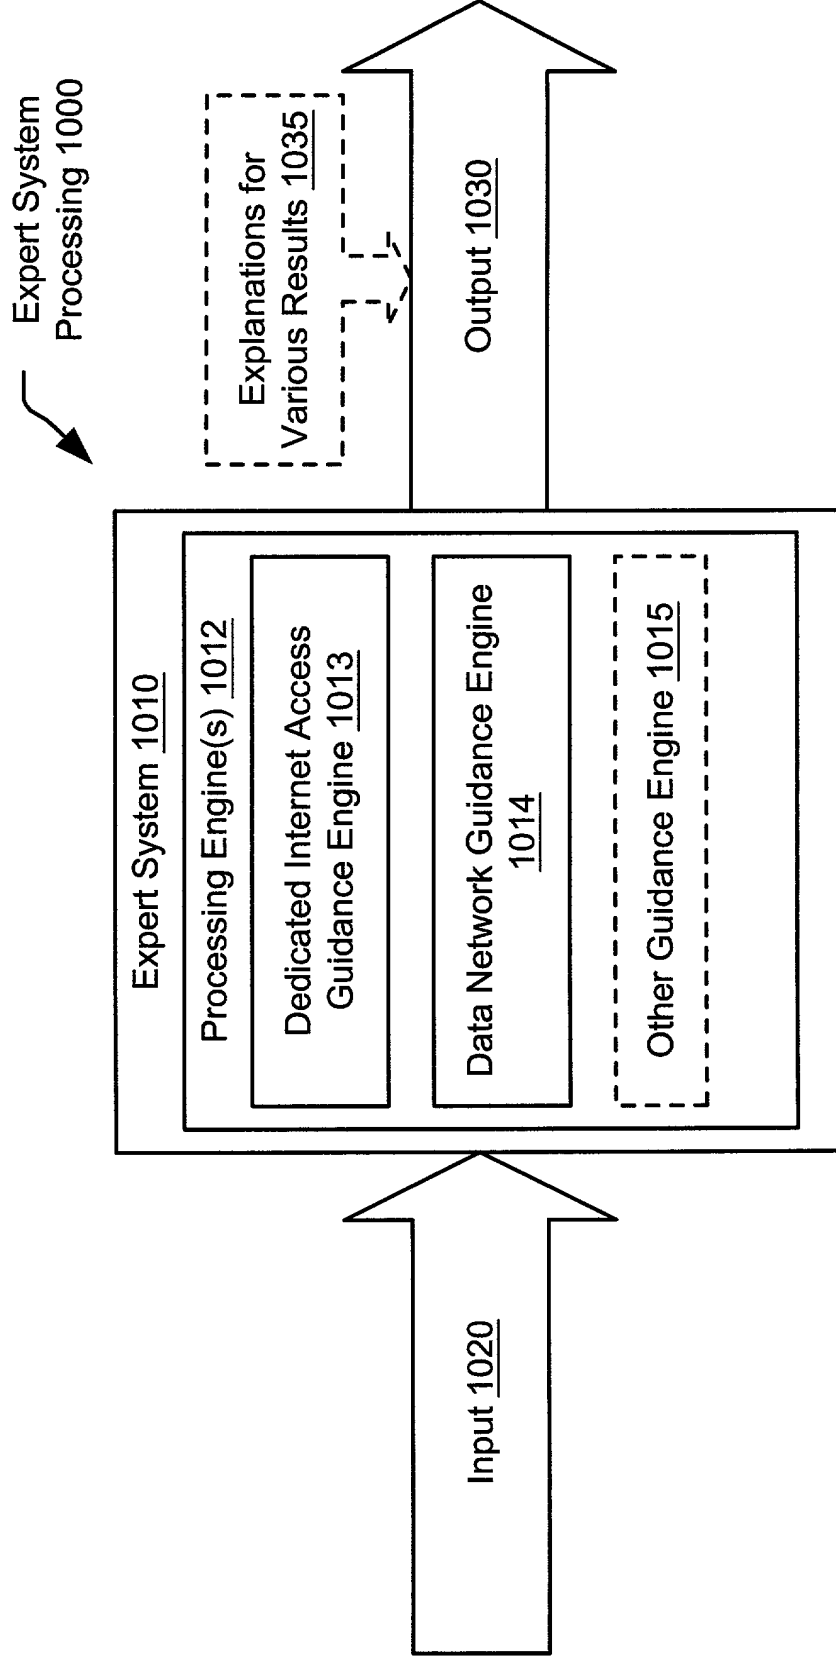 Expert System
Processing 1000
Explanations for
Various Results 1035
Output 1030
Expert System 1010
Processing Engine(s) 1012
Dedicated Internet Access
Guidance Engine 1013
Data Network Guidance Engine
1014
Other Guidance Engine 1015
Input 1020